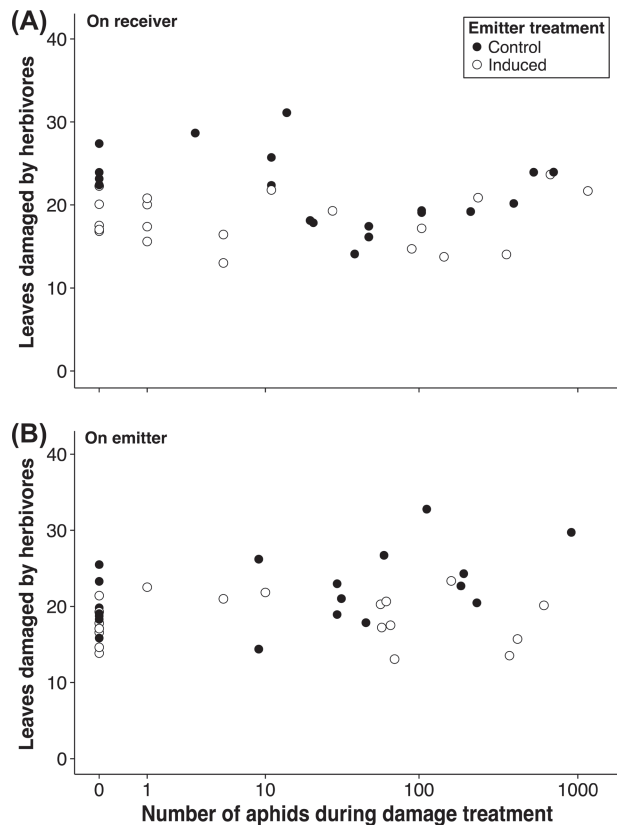 (A)
On receiver
Emitter treatment
Control
Induced
Leaves damaged by herbivores
40
30
20
10
0
(B)
On emitter
Leaves damaged by herbivores
40
30
20
10
0
0 1 10 100 1000
Number of aphids during damage treatment